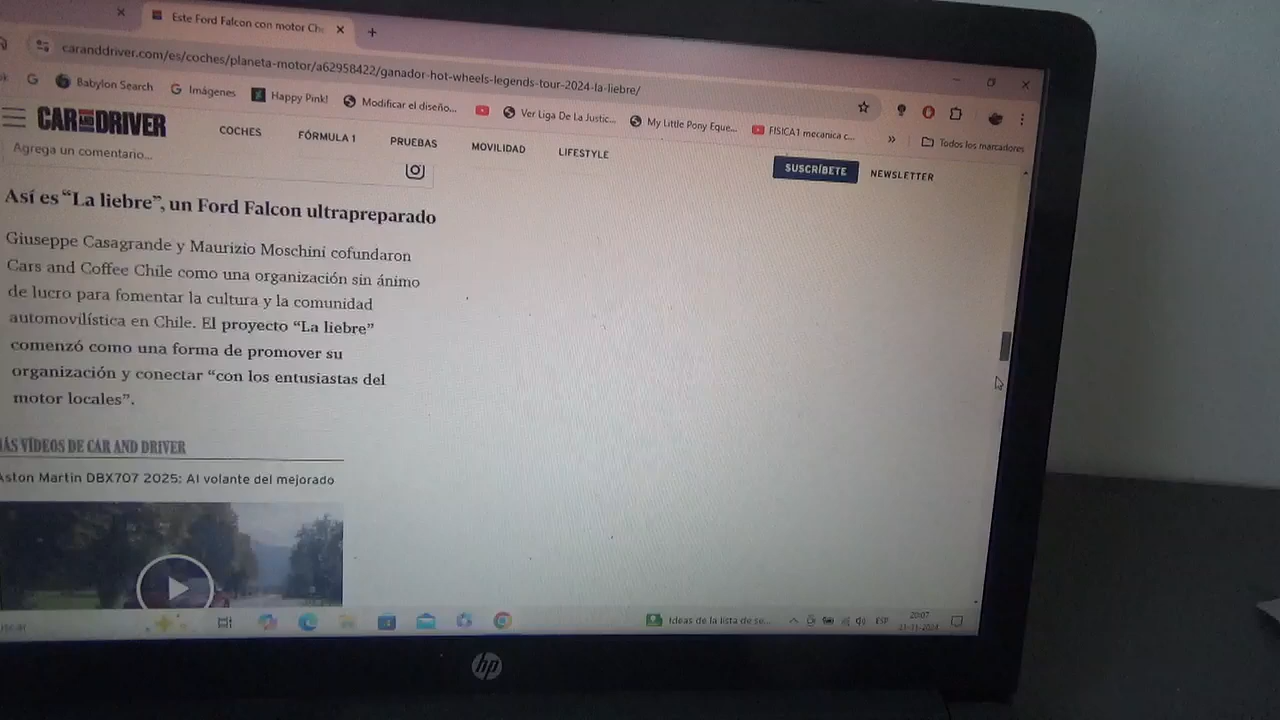 Este Ford Falcon con motor Ch
caranddriver.com/es/coches/planeta-motor/a62958422/ganador-hot-wheels-legends-tour-2024-la-liebre/
Babylon Search
Imágenes
Happy Pink!
Modificar el diseño...
Ver Liga De La Justic...
My Little Pony Eque...
FISICA1 mecanica c...
Todos los marcadores
CAR AND DRIVER
COCHES
FÓRMULA 1
PRUEBAS
MOVILIDAD
LIFESTYLE
SUSCRÍBETE
NEWSLETTER
Agrega un comentario...
Así es “La liebre”, un Ford Falcon ultrapreparado
Giuseppe Casagrande y Maurizio Moschini cofundaron
Cars and Coffee Chile como una organización sin ánimo
de lucro para fomentar la cultura y la comunidad
automovilística en Chile. El proyecto “La liebre”
comenzó como una forma de promover su
organización y conectar “con los entusiastas del
motor locales”.
ÁS VÍDEOS DE CAR AND DRIVER
Aston Martin DBX707 2025: Al volante del mejorado
Ideas de la lista de se...
ESP
20:07
21-11-2024
hp